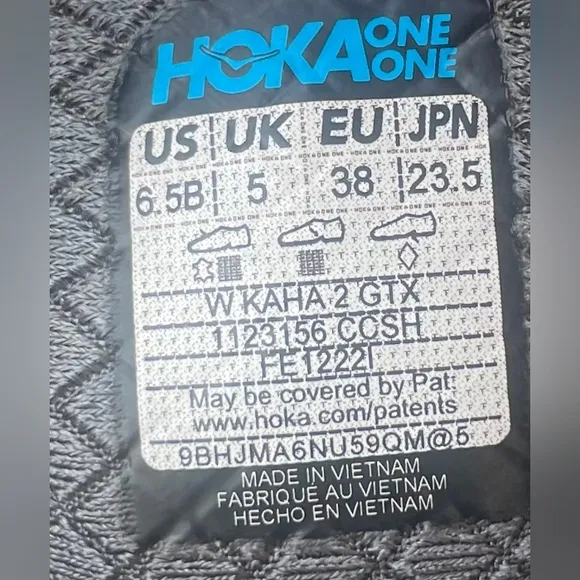 HOKA ONE ONE
US UK EU JPN
6.5B 5 38 23.5
W KAHA 2 GTX
1123156 CCSH
FE1222I
May be covered by Pat:
www.hoka.com/patents
9BHJMA6NU59QM@5
MADE IN VIETNAM
FABRIQUÉ AU VIETNAM
HECHO EN VIETNAM